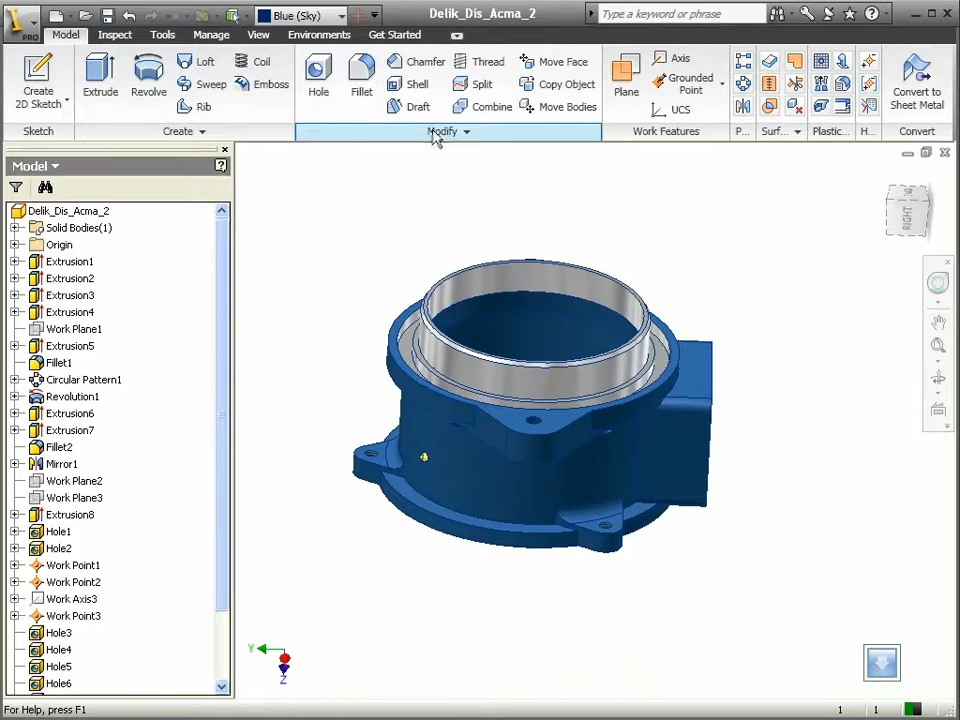 Blue (Sky)
Delik_Dis_Acma_2
Type a keyword or phrase
PRO
Model
Inspect
Tools
Manage
View
Environments
Get Started
Create
2D Sketch
Extrude
Revolve
Loft
Sweep
Rib
Coil
Emboss
Hole
Fillet
Chamfer
Shell
Draft
Thread
Split
Combine
Move Face
Copy Object
Move Bodies
Plane
Axis
Grounded
Point
UCS
Convert to
Sheet Metal
Sketch
Create
Modify
Work Features
P...
Surf...
Plastic...
H...
Convert
Model
Delik_Dis_Acma_2
Solid Bodies(1)
Origin
Extrusion1
Extrusion2
Extrusion3
Extrusion4
Work Plane1
Extrusion5
Fillet1
Circular Pattern1
Revolution1
Extrusion6
Extrusion7
Fillet2
Mirror1
Work Plane2
Work Plane3
Extrusion8
Hole1
Hole2
Work Point1
Work Point2
Work Axis3
Work Point3
Hole3
Hole4
Hole5
Hole6
RIGHT
Y
Z
For Help, press F1
1
1